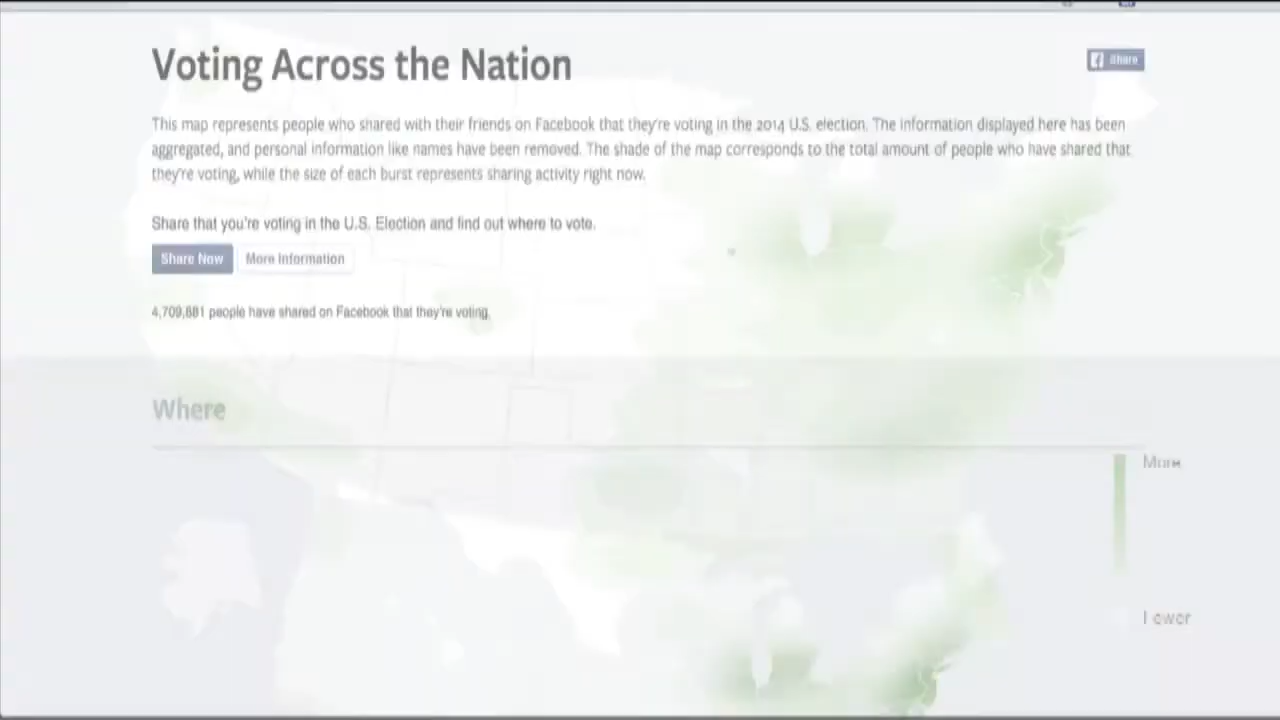 Voting Across the Nation
Share
This map represents people who shared with their friends on Facebook that they're voting in the 2014 U.S. election. The information displayed here has been
aggregated, and personal information like names have been removed. The shade of the map corresponds to the total amount of people who have shared that
they're voting, while the size of each burst represents sharing activity right now.
Share that you're voting in the U.S. Election and find out where to vote.
Share Now More Information
people have shared on Facebook that they're voting.
Where
More
Fewer